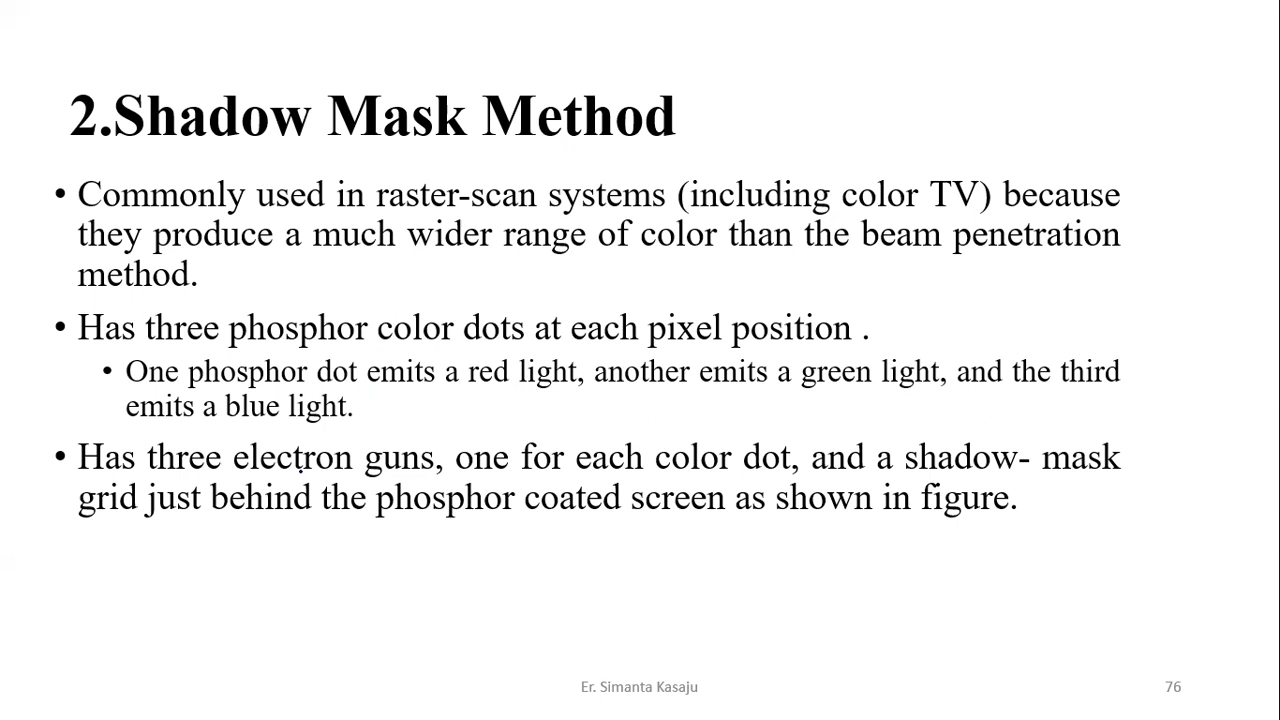 2.Shadow Mask Method
• Commonly used in raster-scan systems (including color TV) because
they produce a much wider range of color than the beam penetration
method.
• Has three phosphor color dots at each pixel position .
• One phosphor dot emits a red light, another emits a green light, and the third
emits a blue light.
• Has three electron guns, one for each color dot, and a shadow- mask
grid just behind the phosphor coated screen as shown in figure.
Er. Simanta Kasaju
76